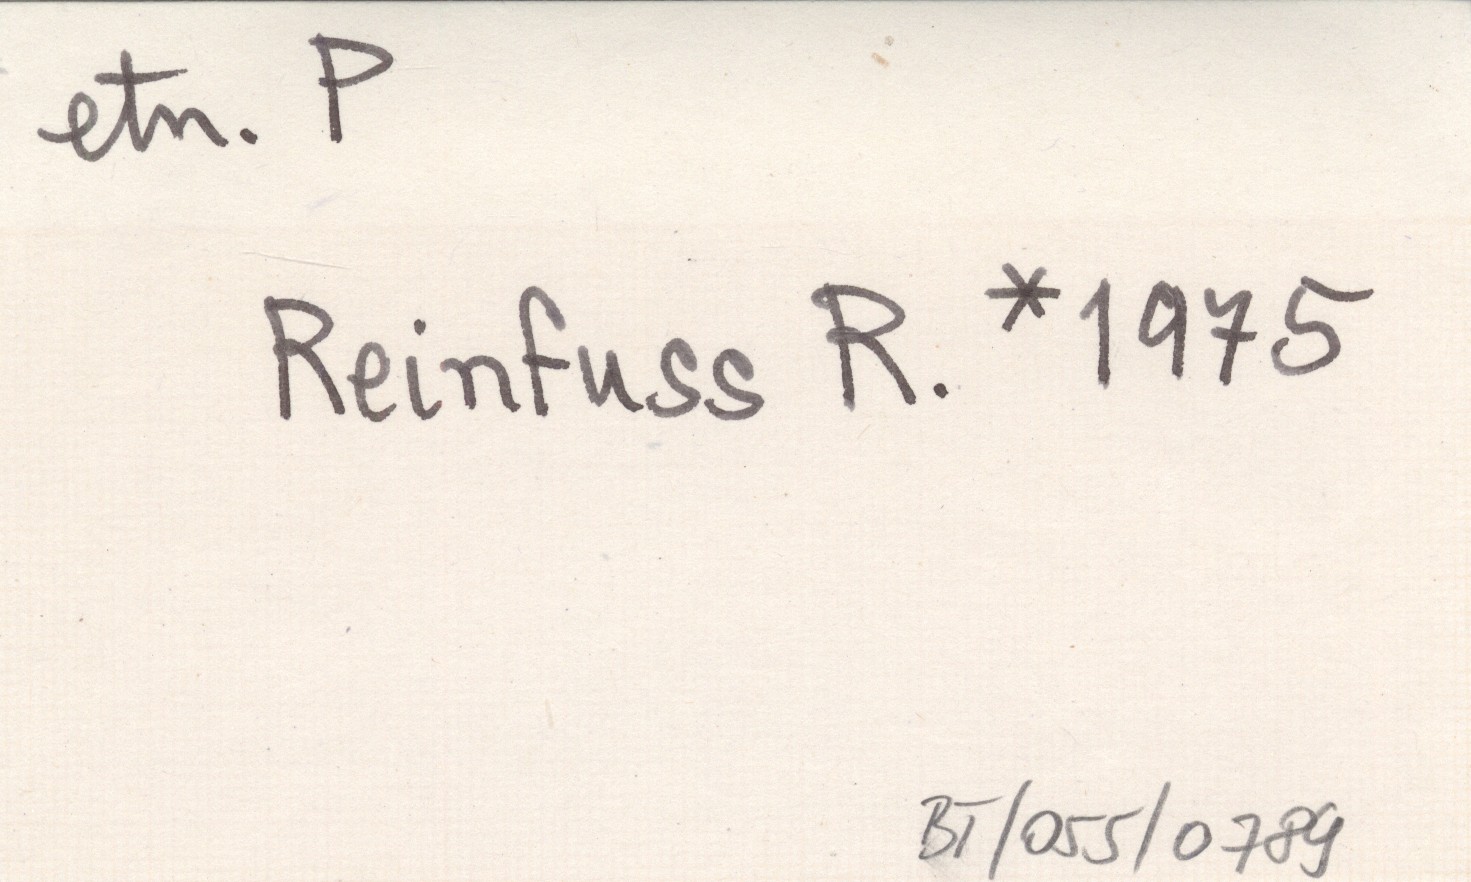 etn. P
Reinfuss R. *1975
BT/055/0789